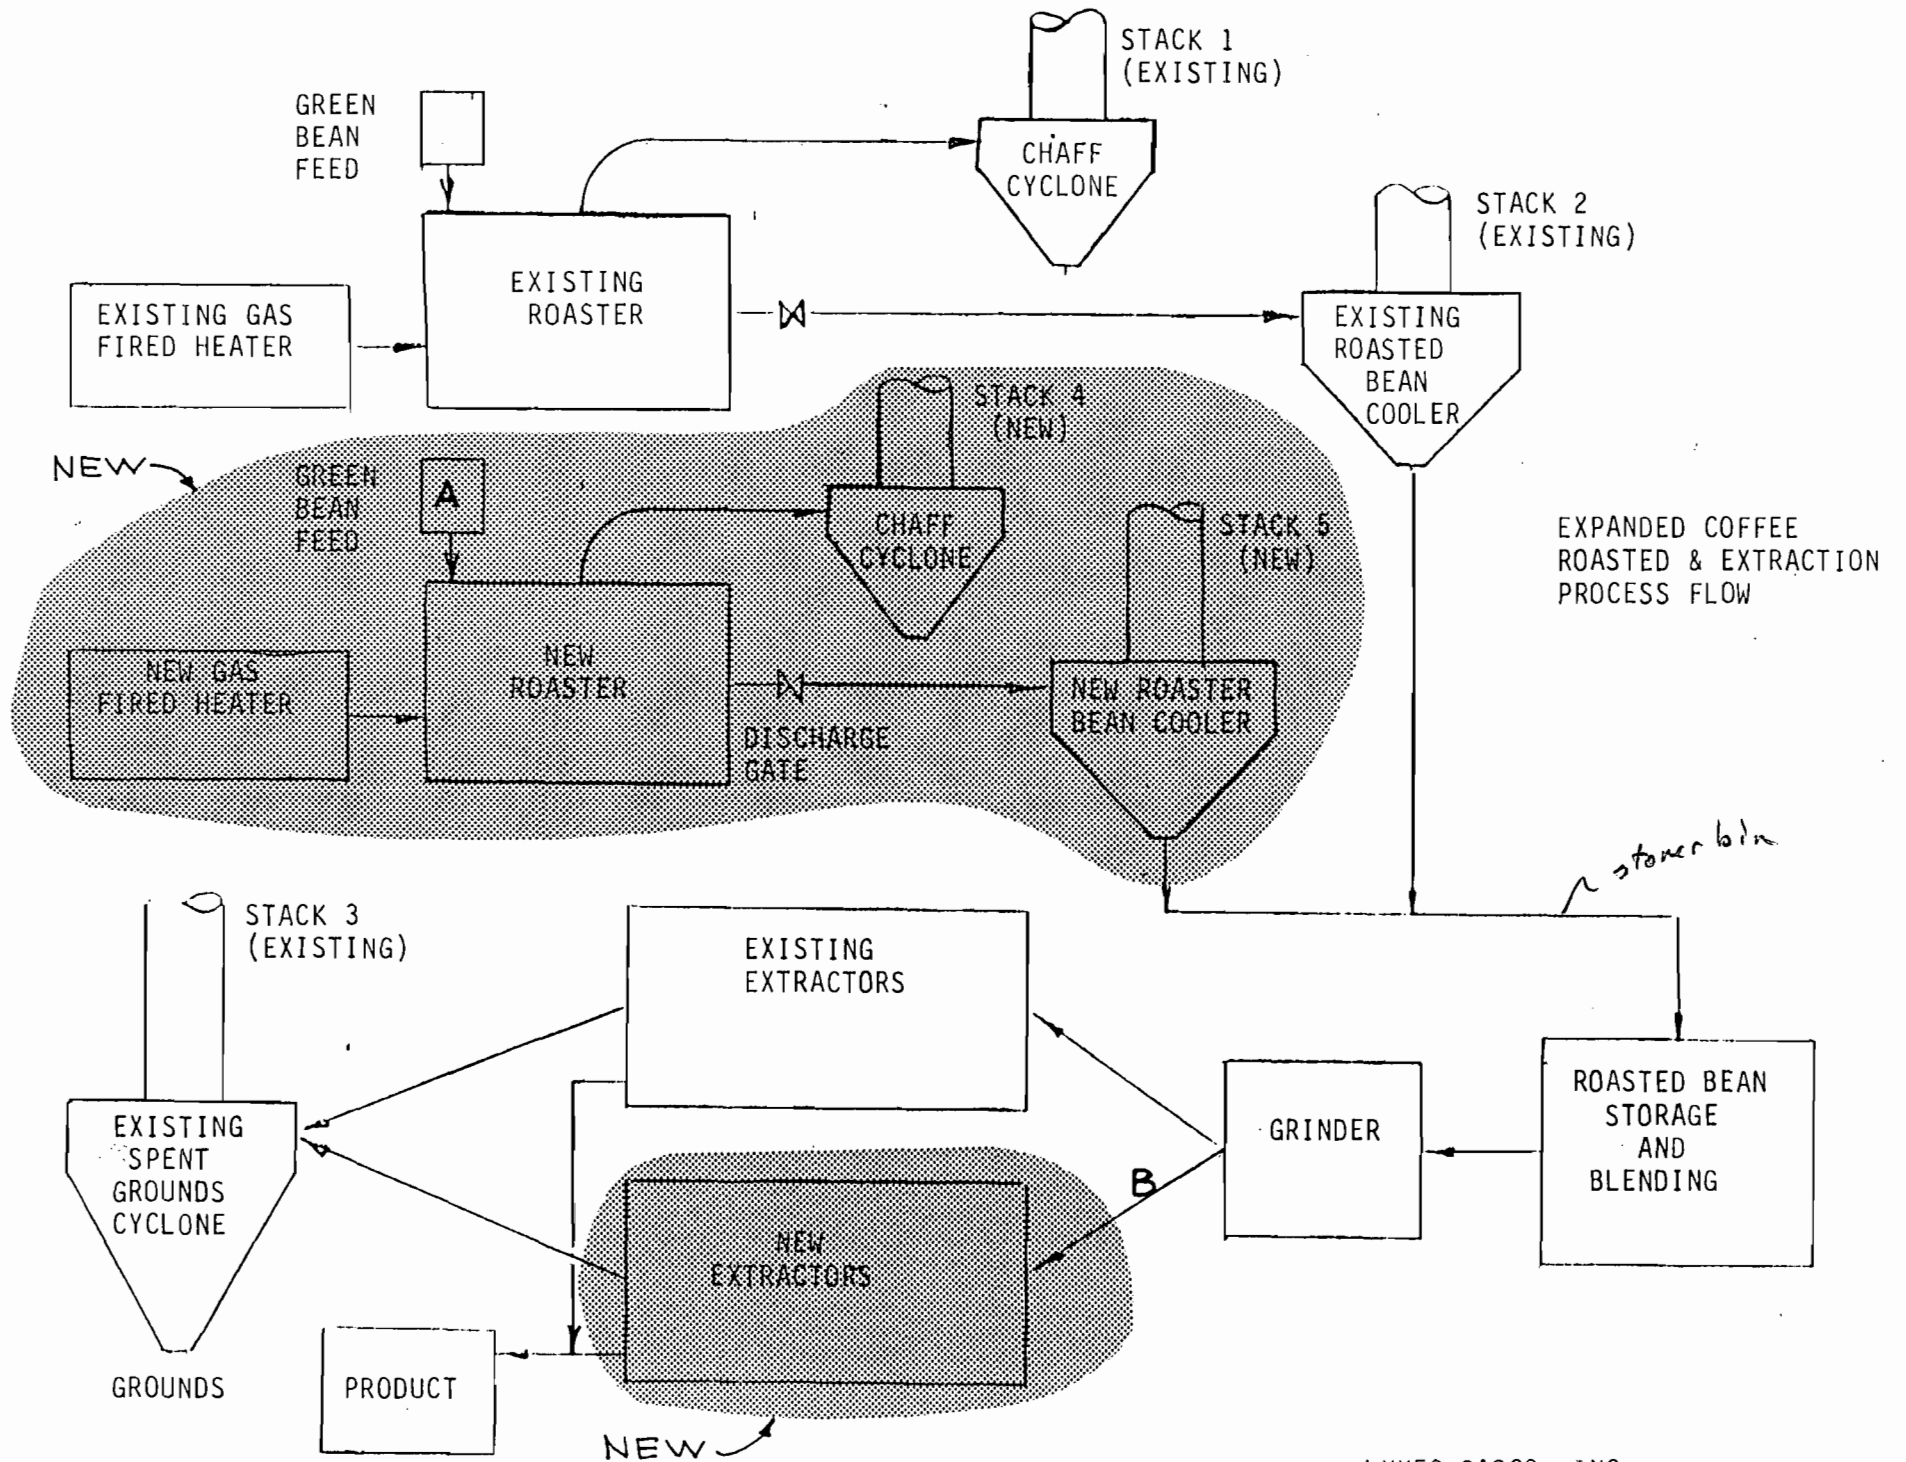 STACK 1
(EXISTING)
GREEN
BEAN
FEED
CHAFF
CYCLONE
STACK 2
(EXISTING)
EXISTING
ROASTER
EXISTING GAS
FIRED HEATER
EXISTING
ROASTED
BEAN
COOLER
STACK 4
(NEW)
NEW
GREEN
BEAN
FEED
A
CHAFF
CYCLONE
STACK 5
(NEW)
EXPANDED COFFEE
ROASTED & EXTRACTION
PROCESS FLOW
NEW GAS
FIRED HEATER
NEW
ROASTER
NEW ROASTER
BEAN COOLER
DISCHARGE
GATE
stoner bin
STACK 3
(EXISTING)
EXISTING
EXTRACTORS
ROASTED BEAN
STORAGE
AND
BLENDING
GRINDER
EXISTING
SPENT
GROUNDS
CYCLONE
B
NEW
EXTRACTORS
GROUNDS
PRODUCT
NEW